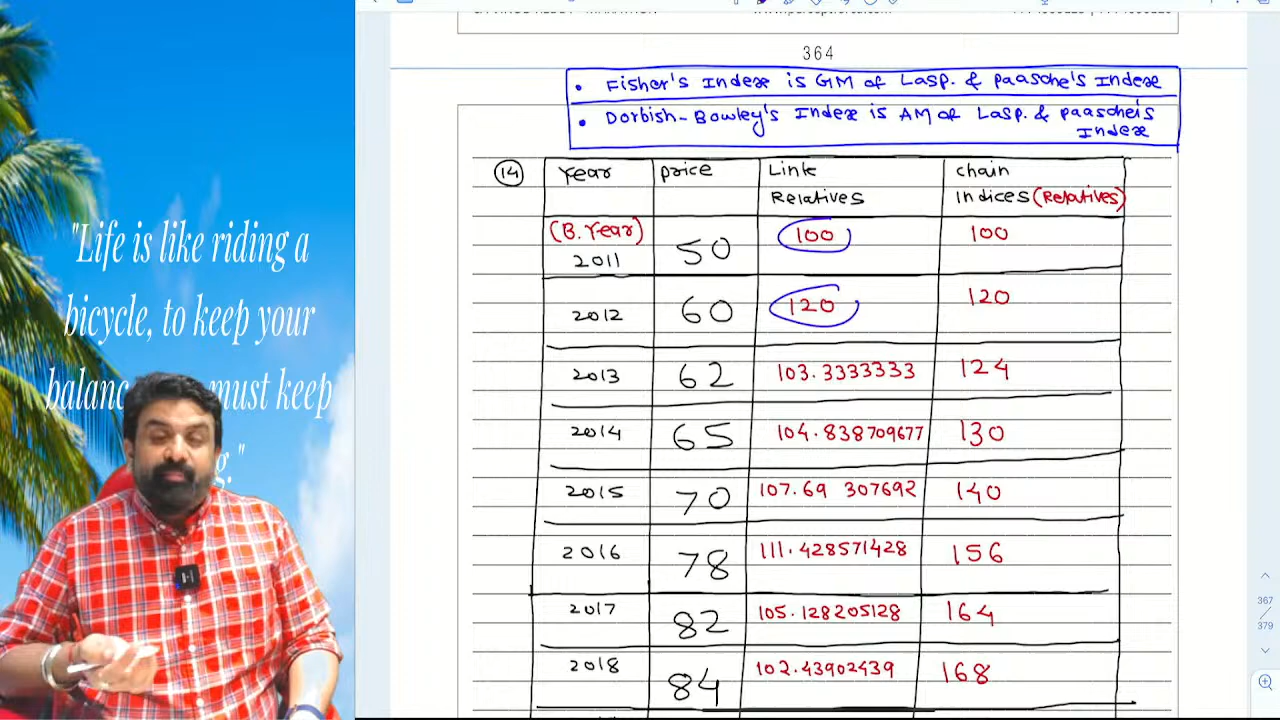 364
• Fisher's Index is GM of Lasp. & Paasche's Index
• Dorbish-Bowley's Index is AM of Lasp. & Paasche's
Index
14 Year price Link chain
Relatives Indices (Relatives)
(B. Year) 100 100
2011 50
2012 60 120 120
2013 62 103.3333333 124
2014 65 104.838709677 130
2015 70 107.69 307692 140
2016 78 111.428571428 156
2017 82 105.128205128 164
2018 84 102.43902439 168
"Life is like riding a
bicycle, to keep your
balanc must keep
g."
367
/
379